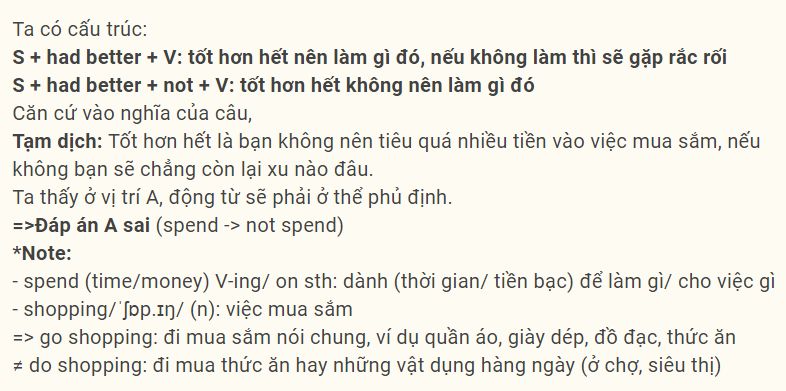 Ta có cấu trúc:
S + had better + V: tốt hơn hết nên làm gì đó, nếu không làm thì sẽ gặp rắc rối
S + had better + not + V: tốt hơn hết không nên làm gì đó
Căn cứ vào nghĩa của câu,
Tạm dịch: Tốt hơn hết là bạn không nên tiêu quá nhiều tiền vào việc mua sắm, nếu
không bạn sẽ chẳng còn lại xu nào đâu.
Ta thấy ở vị trí A, động từ sẽ phải ở thể phủ định.
=>Đáp án A sai (spend -> not spend)
*Note:
- spend (time/money) V-ing/ on sth: dành (thời gian/ tiền bạc) để làm gì/ cho việc gì
- shopping/ˈʃɒp.ɪŋ/ (n): việc mua sắm
=> go shopping: đi mua sắm nói chung, ví dụ quần áo, giày dép, đồ đạc, thức ăn
≠ do shopping: đi mua thức ăn hay những vật dụng hàng ngày (ở chợ, siêu thị)